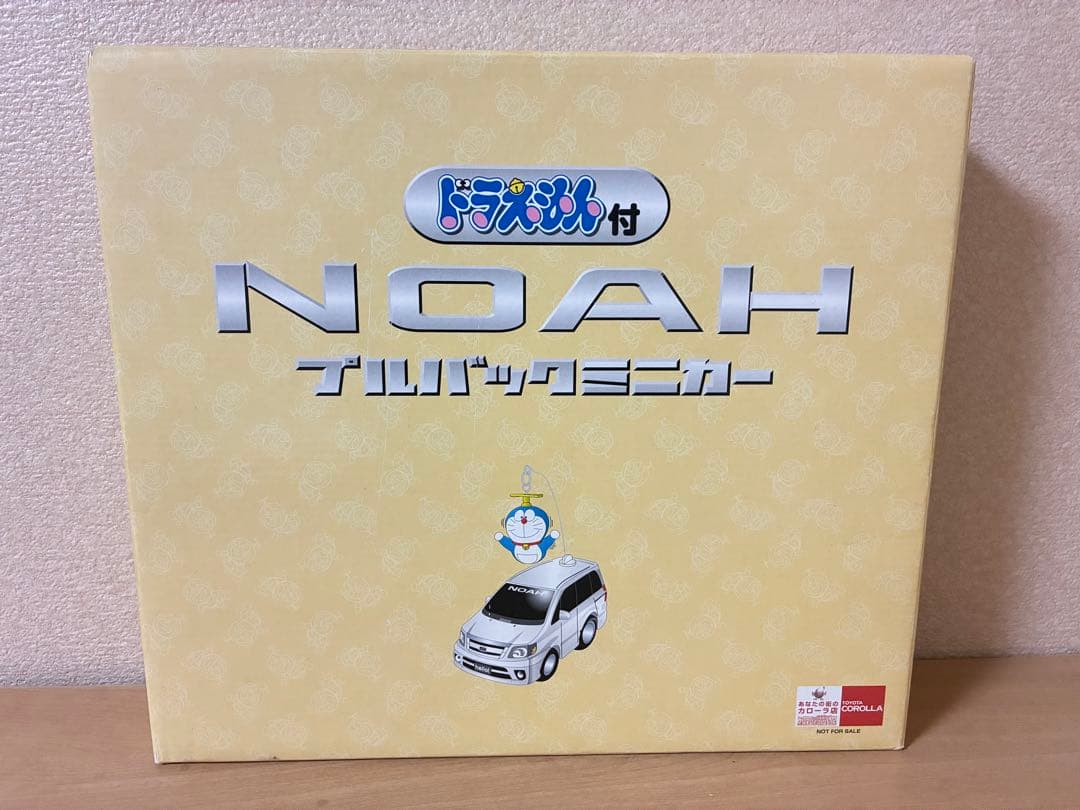 ドラえもん付
NOAH
プルバックミニカー
NOAH
hello!
あなたの街の
カローラ店
TOYOTA
COROLLA
NOT FOR SALE